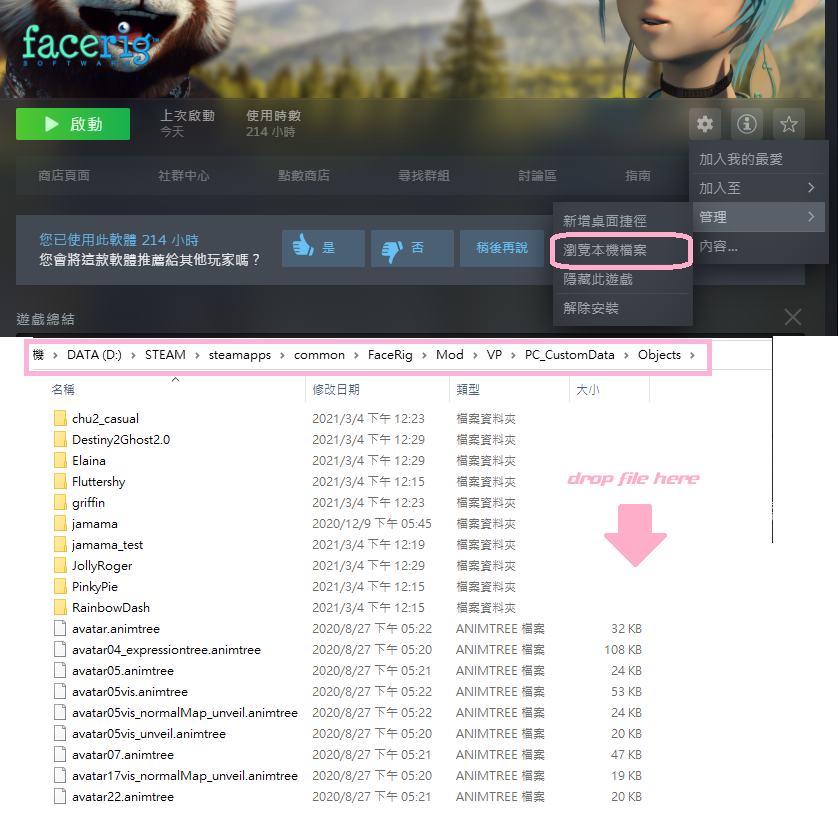 facerig™
SOFTWARE
啟動
上次啟動
今天
使用時數
214 小時
商店頁面 社群中心 點數商店 尋找群組 討論區 指南
加入我的最愛
加入至
管理
內容...
新增桌面捷徑
瀏覽本機檔案
隱藏此遊戲
解除安裝
您已使用此軟體 214 小時
您會將這款軟體推薦給其他玩家嗎？
是
否
稍後再說
遊戲總結
機 > DATA (D:) > STEAM > steamapps > common > FaceRig > Mod > VP > PC_CustomData > Objects >
名稱 修改日期 類型 大小
chu2_casual 2021/3/4 下午 12:23 檔案資料夾
Destiny2Ghost2.0 2021/3/4 下午 12:29 檔案資料夾
Elaina 2021/3/4 下午 12:29 檔案資料夾
Fluttershy 2021/3/4 下午 12:15 檔案資料夾
griffin 2021/3/4 下午 12:23 檔案資料夾
jamama 2020/12/9 下午 05:45 檔案資料夾
jamama_test 2021/3/4 下午 12:19 檔案資料夾
JollyRoger 2021/3/4 下午 12:29 檔案資料夾
PinkyPie 2021/3/4 下午 12:15 檔案資料夾
RainbowDash 2021/3/4 下午 12:15 檔案資料夾
drop file here
avatar.animtree 2020/8/27 下午 05:22 ANIMTREE 檔案 32 KB
avatar04_expressiontree.animtree 2020/8/27 下午 05:20 ANIMTREE 檔案 108 KB
avatar05.animtree 2020/8/27 下午 05:21 ANIMTREE 檔案 24 KB
avatar05vis.animtree 2020/8/27 下午 05:22 ANIMTREE 檔案 53 KB
avatar05vis_normalMap_unveil.animtree 2020/8/27 下午 05:22 ANIMTREE 檔案 24 KB
avatar05vis_unveil.animtree 2020/8/27 下午 05:20 ANIMTREE 檔案 20 KB
avatar07.animtree 2020/8/27 下午 05:21 ANIMTREE 檔案 47 KB
avatar17vis_normalMap_unveil.animtree 2020/8/27 下午 05:20 ANIMTREE 檔案 19 KB
avatar22.animtree 2020/8/27 下午 05:21 ANIMTREE 檔案 20 KB